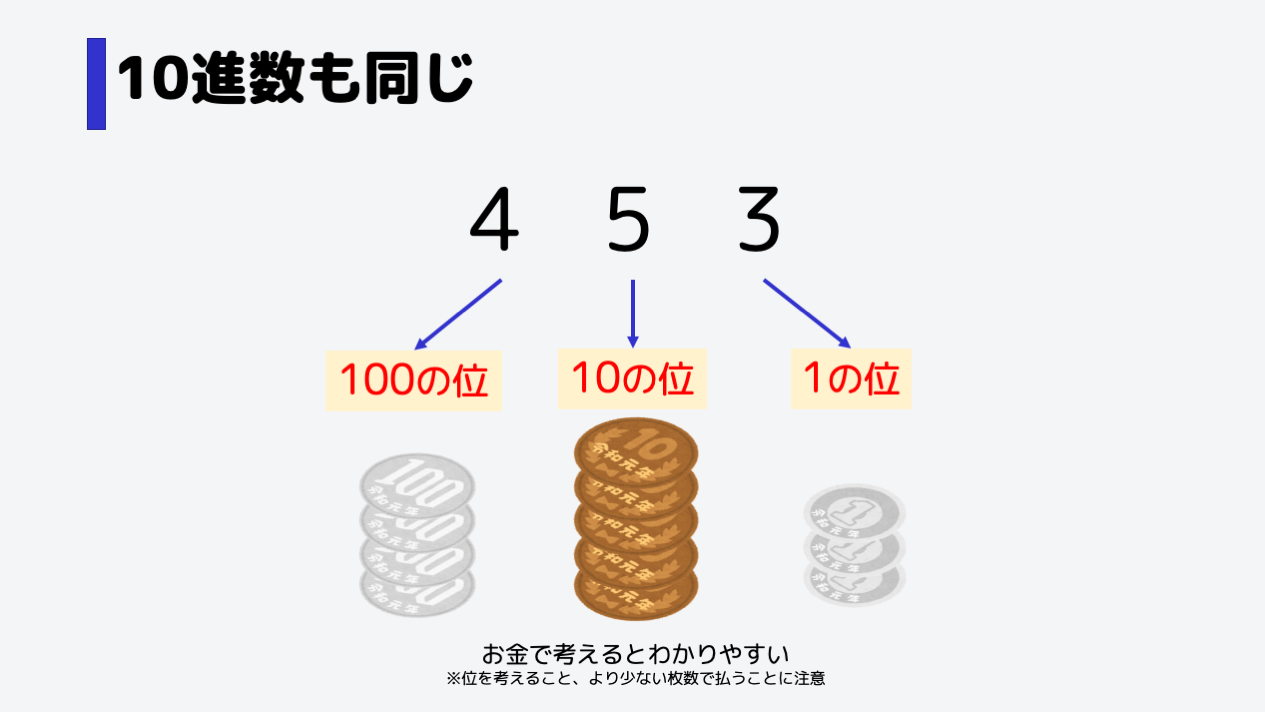 10進数も同じ
4 5 3
100の位 10の位 1の位
100 10 1
令和元年 令和元年 令和元年
お金で考えるとわかりやすい
※位を考えること、より少ない枚数で払うことに注意